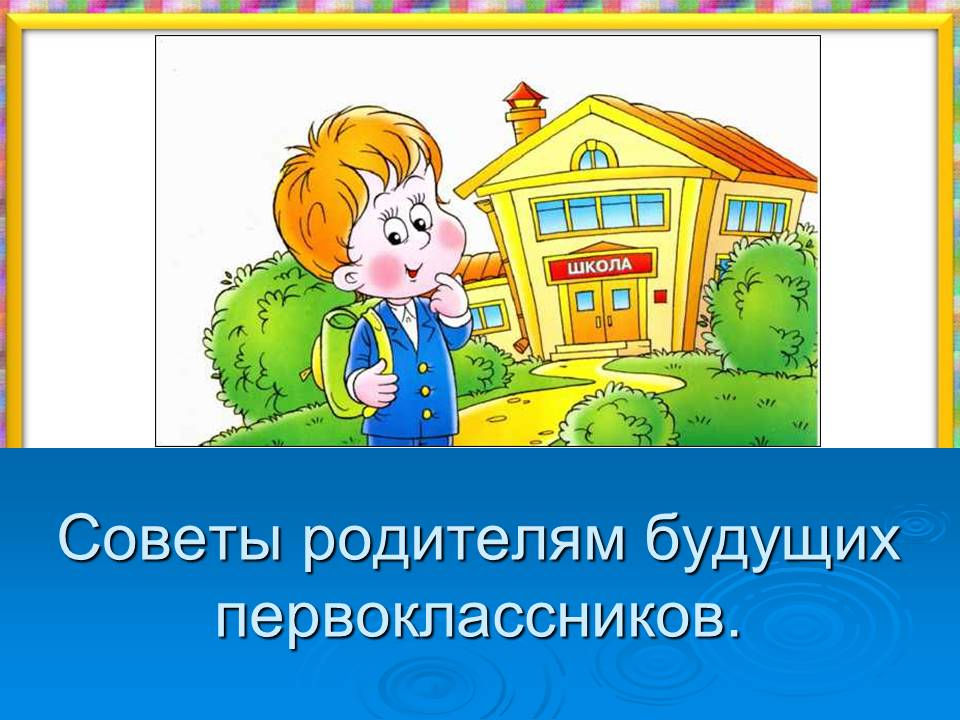 ШКОЛА
Советы родителям будущих
первоклассников.